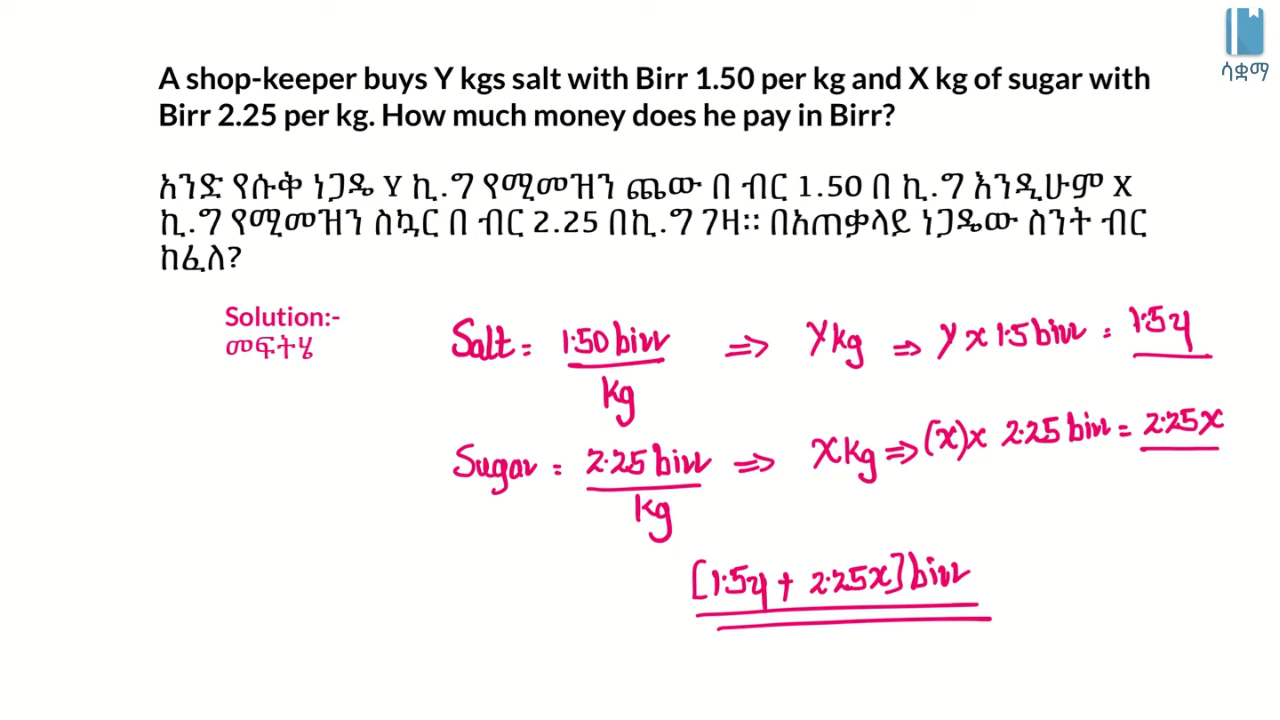 ሳቋማ
A shop-keeper buys Y kgs salt with Birr 1.50 per kg and X kg of sugar with
Birr 2.25 per kg. How much money does he pay in Birr?
አንድ የሱቅ ነጋዴ Y ኪ.ግ የሚመዝን ጨው በ ብር 1.50 በ ኪ.ግ እንዲሁም X
ኪ.ግ የሚመዝን ስኳር በ ብር 2.25 በኪ.ግ ገዛ። በአጠቃላይ ነጋዴው ስንት ብር
ከፈለ?
Solution:-
መፍትሄ
Salt = 1.50 birr / kg ⇒ Y kg ⇒ Y x 1.5 birr = 1.5y
Sugar = 2.25 birr / kg ⇒ X kg ⇒ (x) x 2.25 birr = 2.25x
[1.5y + 2.25x] birr